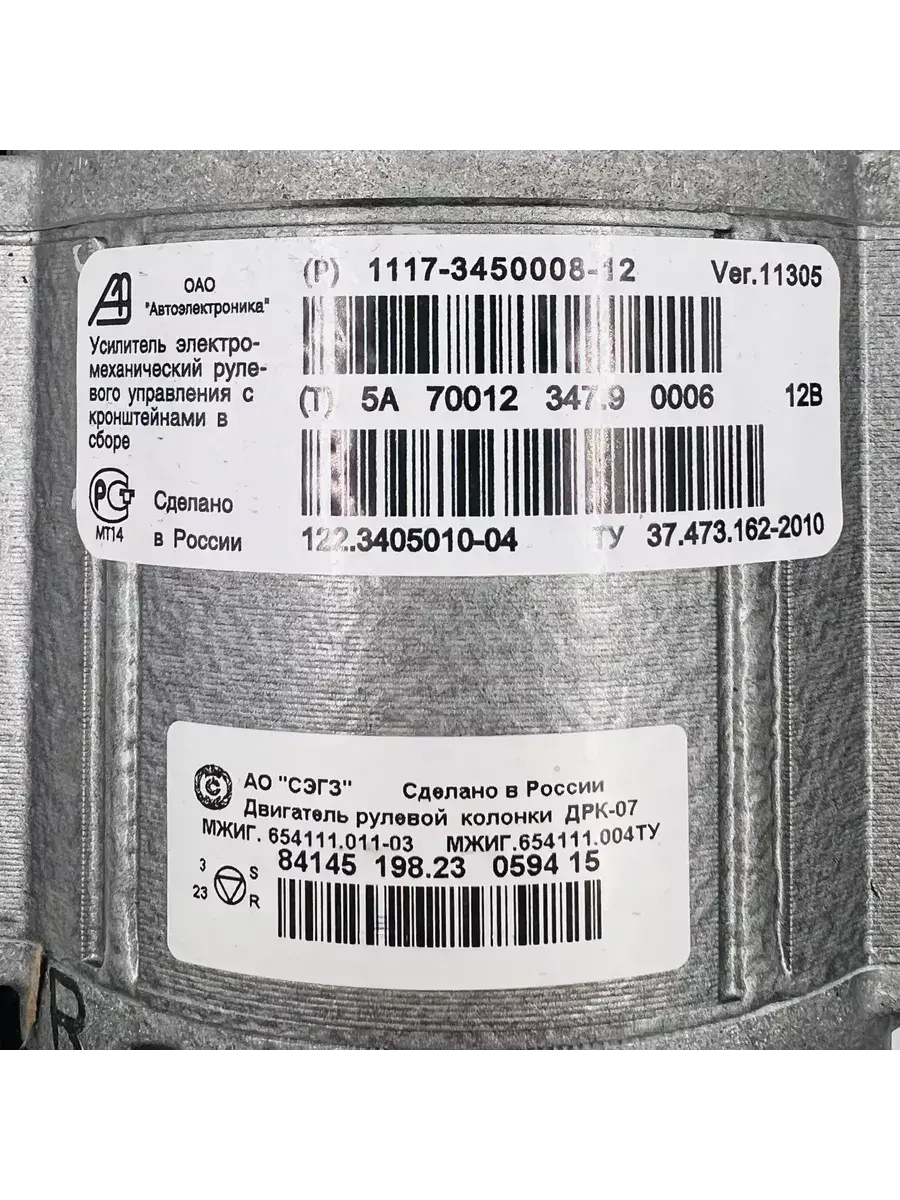 ОАО
"Автоэлектроника"
Усилитель электро-
механический руле-
вого управления с
кронштейнами в
сборе
РСТ
МТ14
Сделано
в России
(P) 1117-3450008-12 Ver.11305
(T) 5A 70012 347.9 0006 12В
122.3405010-04 ТУ 37.473.162-2010
АО "СЭГЗ" Сделано в России
Двигатель рулевой колонки ДРК-07
МЖИГ. 654111.011-03 МЖИГ.654111.004ТУ
84145 198.23 0594 15
3 S
23 R
R